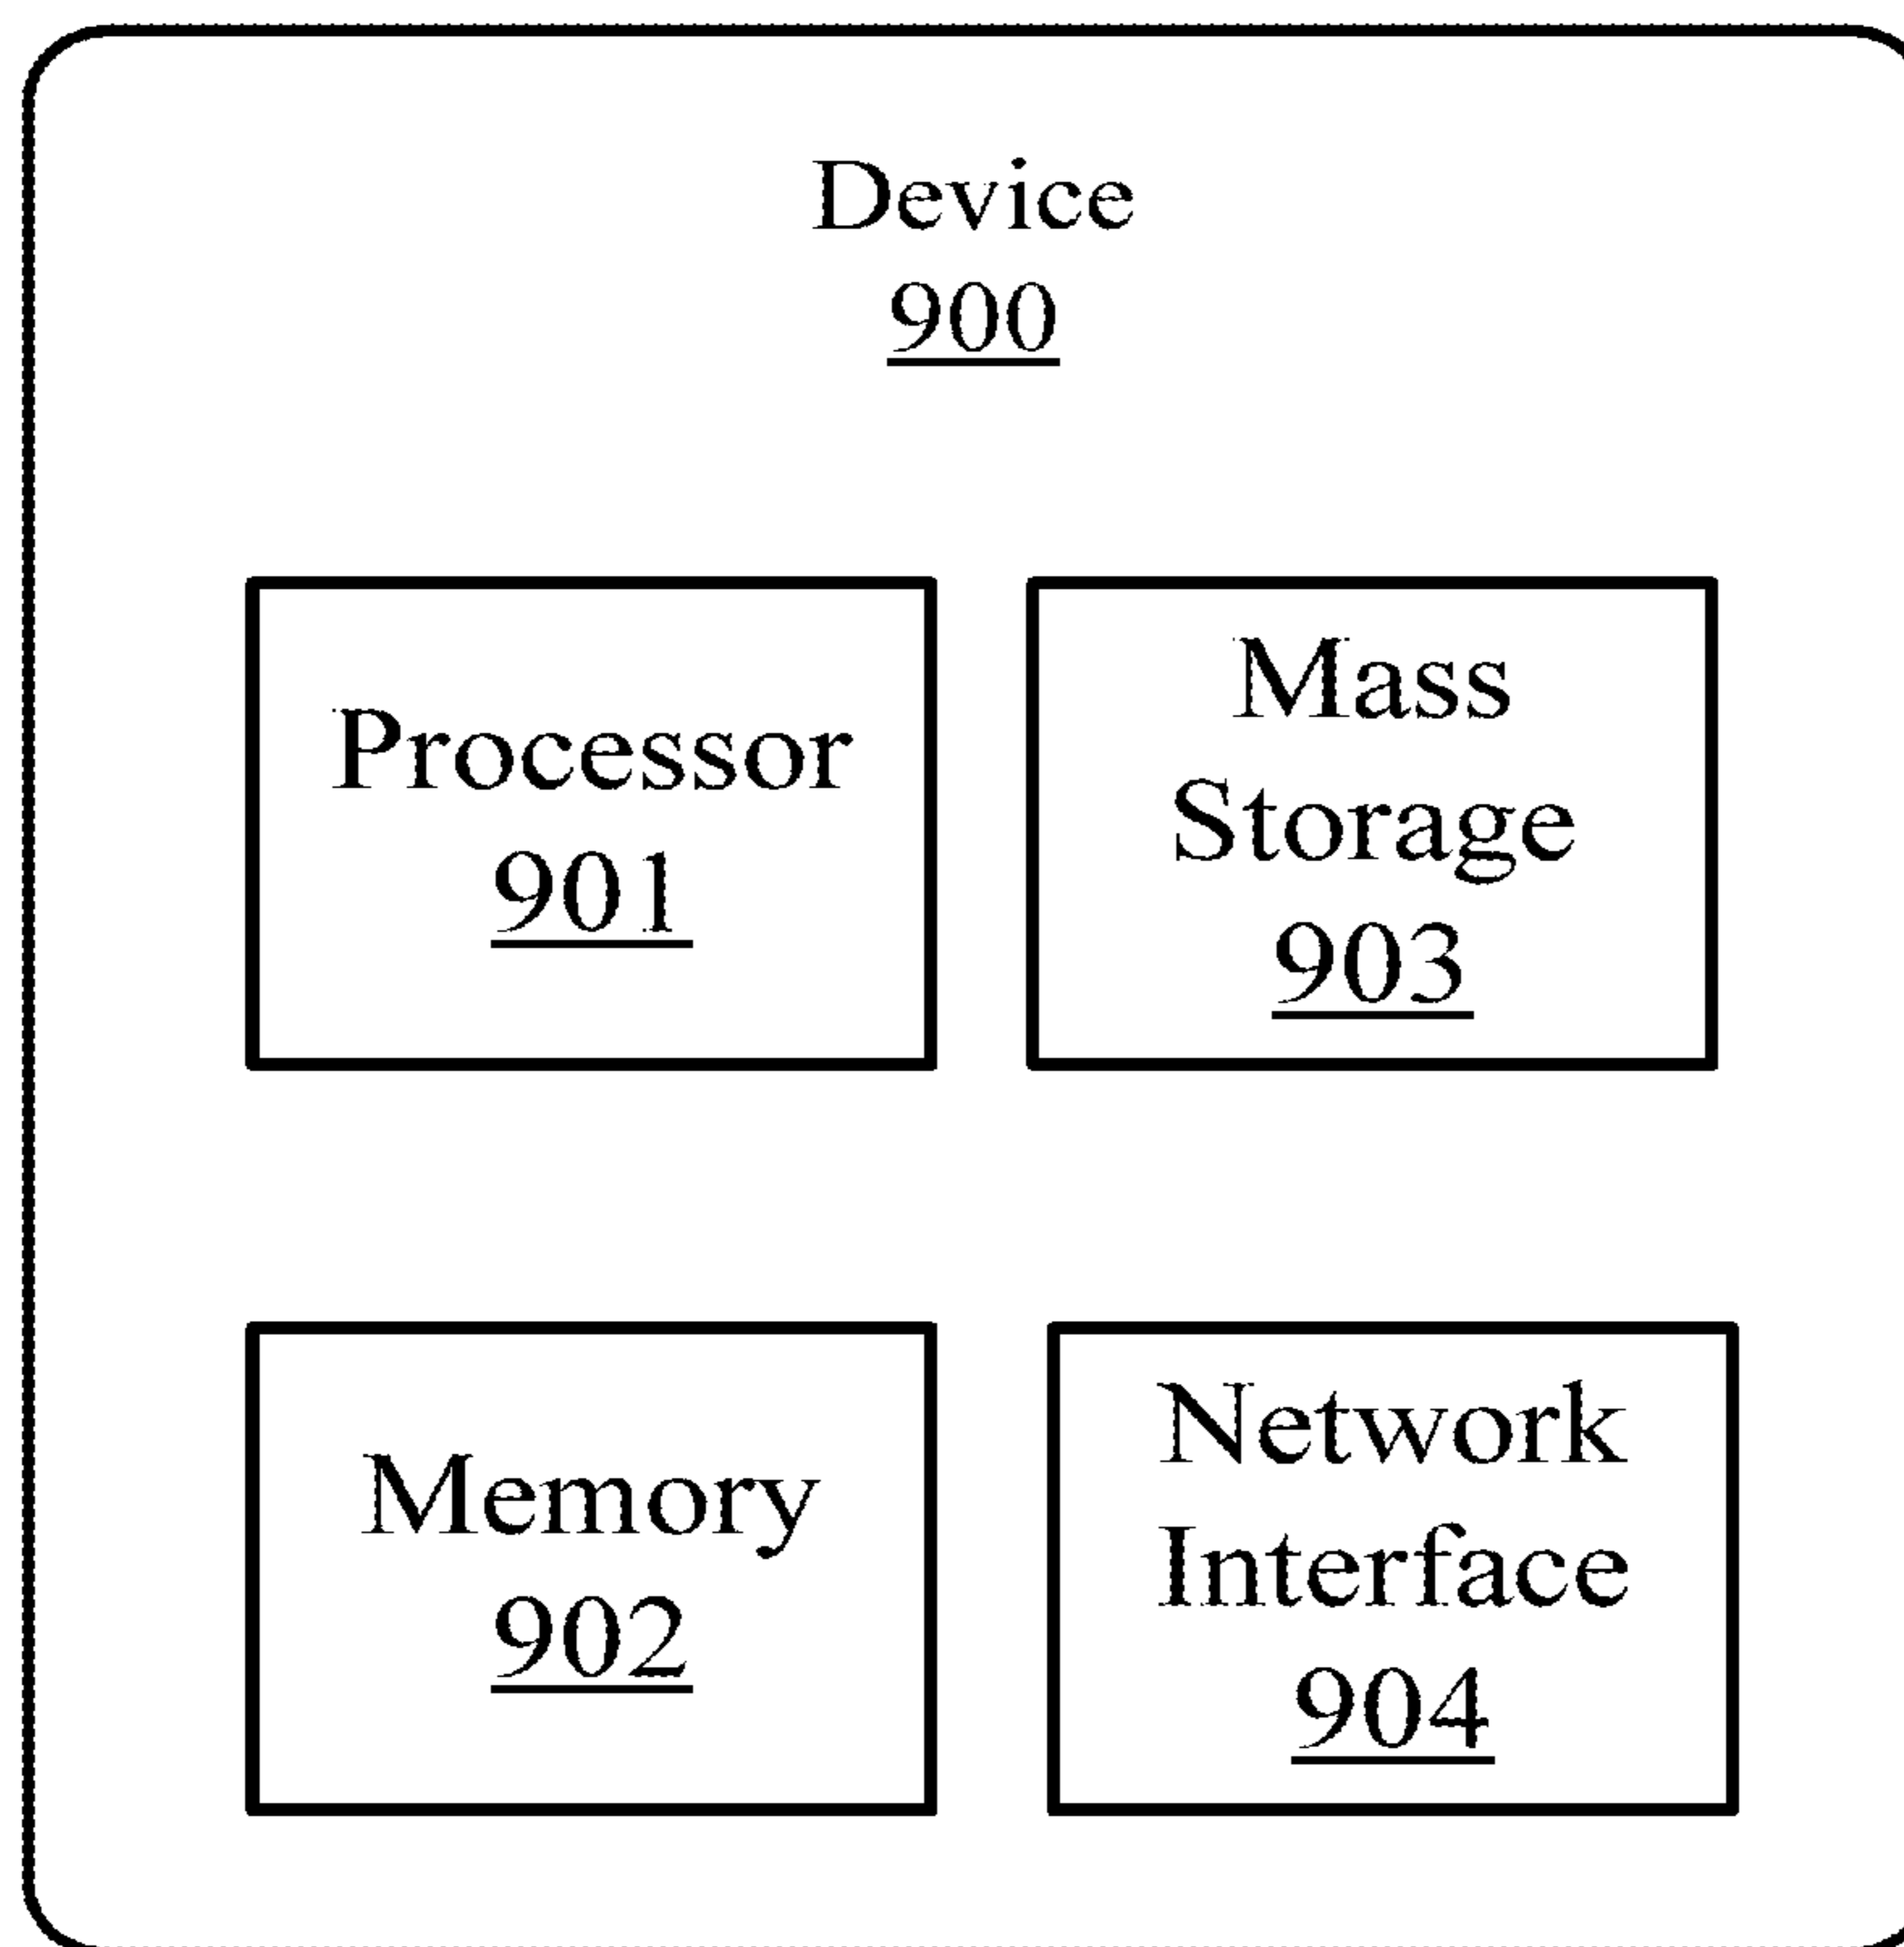 Device
900
Processor
901
Mass
Storage
903
Memory
902
Network
Interface
904